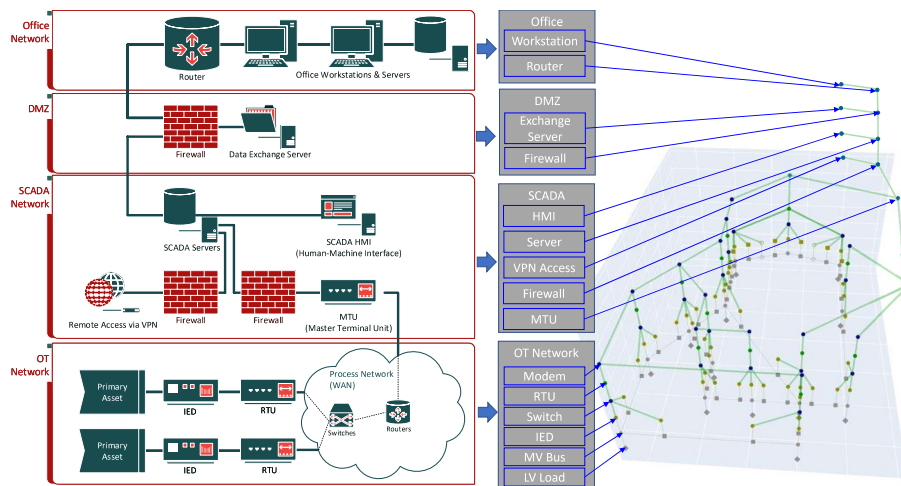 Office
Network
Router
Office Workstations & Servers
DMZ
Firewall
Data Exchange Server
SCADA
Network
SCADA Servers
SCADA HMI
(Human-Machine Interface)
Remote Access via VPN
Firewall
Firewall
MTU
(Master Terminal Unit)
OT
Network
Primary
Asset
IED
RTU
Process Network
(WAN)
Switches
Routers
Primary
Asset
IED
RTU
Office
Workstation
Router
DMZ
Exchange
Server
Firewall
SCADA
HMI
Server
VPN Access
Firewall
MTU
OT Network
Modem
RTU
Switch
IED
MV Bus
LV Load